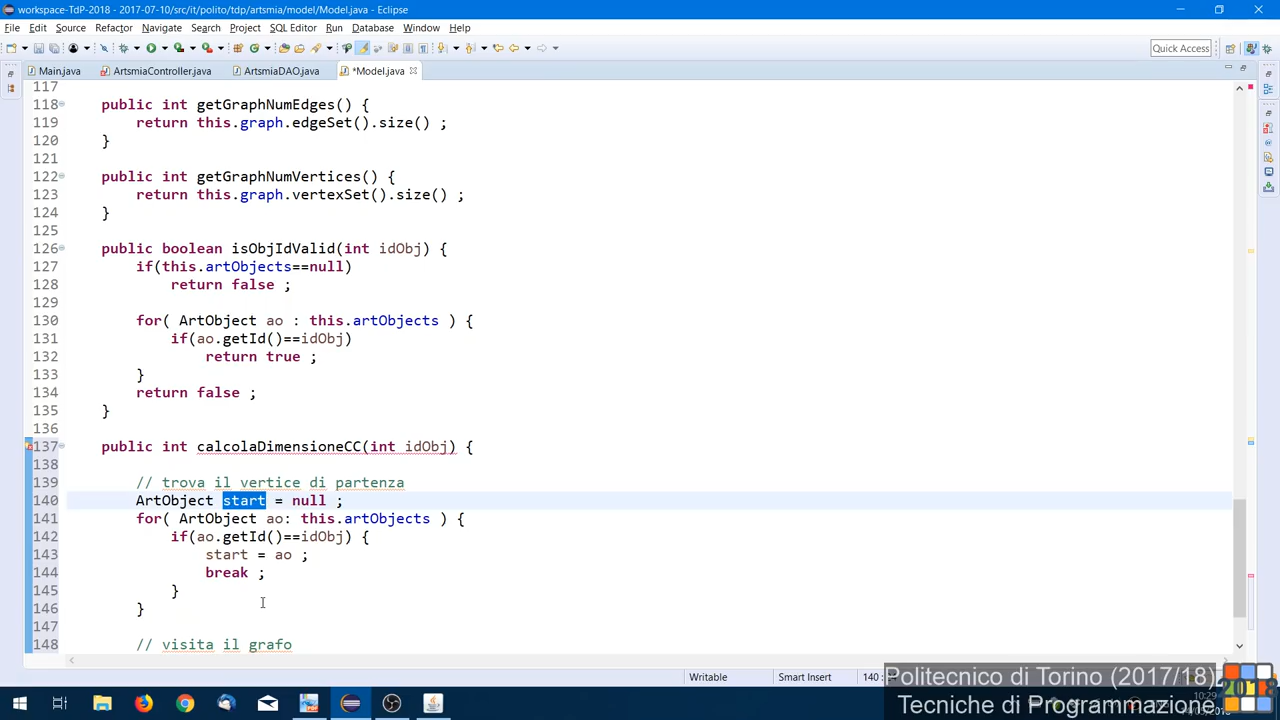 workspace-TdP-2018 - 2017-07-10/src/it/polito/tdp/artsmia/model/Model.java - Eclipse
File Edit Source Refactor Navigate Search Project SQL Editor Run Database Window Help
Quick Access
Main.java ArtsmiaController.java ArtsmiaDAO.java *Model.java
117
118 public int getGraphNumEdges() {
119 return this.graph.edgeSet().size() ;
120 }
121
122 public int getGraphNumVertices() {
123 return this.graph.vertexSet().size() ;
124 }
125
126 public boolean isObjIdValid(int idObj) {
127 if(this.artObjects==null)
128 return false ;
129
130 for( ArtObject ao : this.artObjects ) {
131 if(ao.getId()==idObj)
132 return true ;
133 }
134 return false ;
135 }
136
137 public int calcolaDimensioneCC(int idObj) {
138
139 // trova il vertice di partenza
140 ArtObject start = null ;
141 for( ArtObject ao: this.artObjects ) {
142 if(ao.getId()==idObj) {
143 start = ao ;
144 break ;
145 }
146 }
147
148 // visita il grafo
Writable Smart Insert 140 :
Politecnico di Torino (2017/18)
Tecniche di Programmazione
2018
10:29